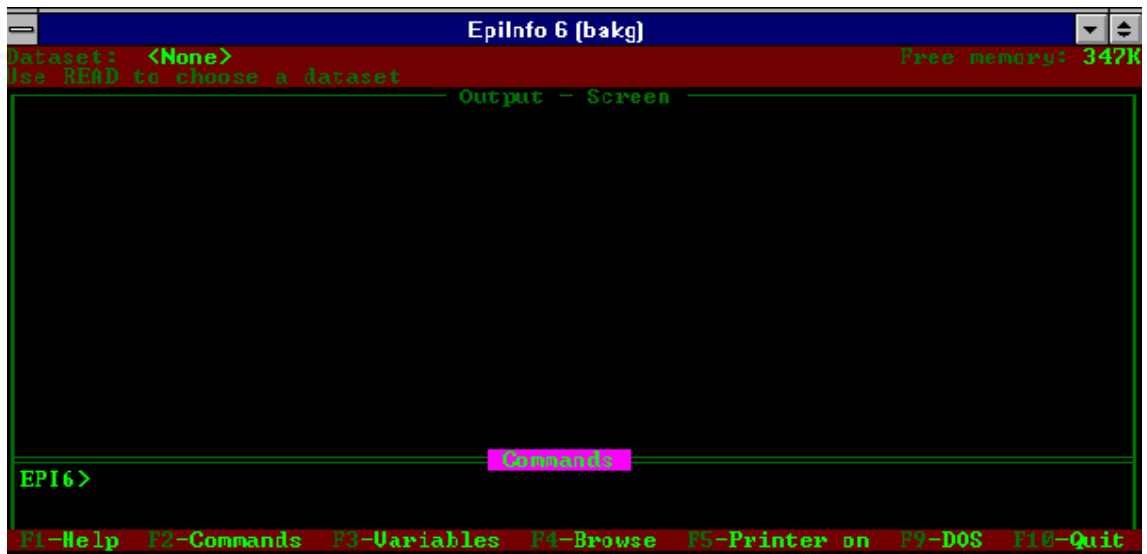 EpiInfo 6 (bakg)
Dataset: <None> Free memory: 347K
Use READ to choose a dataset
Output - Screen
Commands
EPI6>
F1-Help F2-Commands F3-Variables F4-Browse F5-Printer on F9-DOS F10-Quit